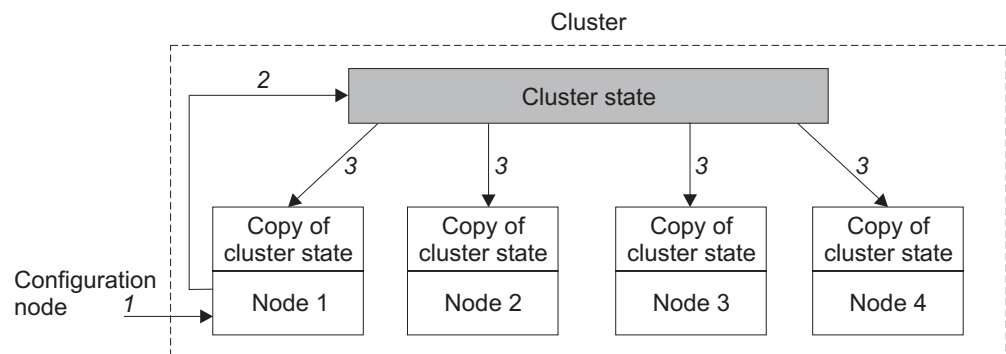 Cluster
2
Cluster state
3
3
3
3
Copy of
cluster state
Copy of
cluster state
Copy of
cluster state
Copy of
cluster state
Configuration
node
1
Node 1
Node 2
Node 3
Node 4